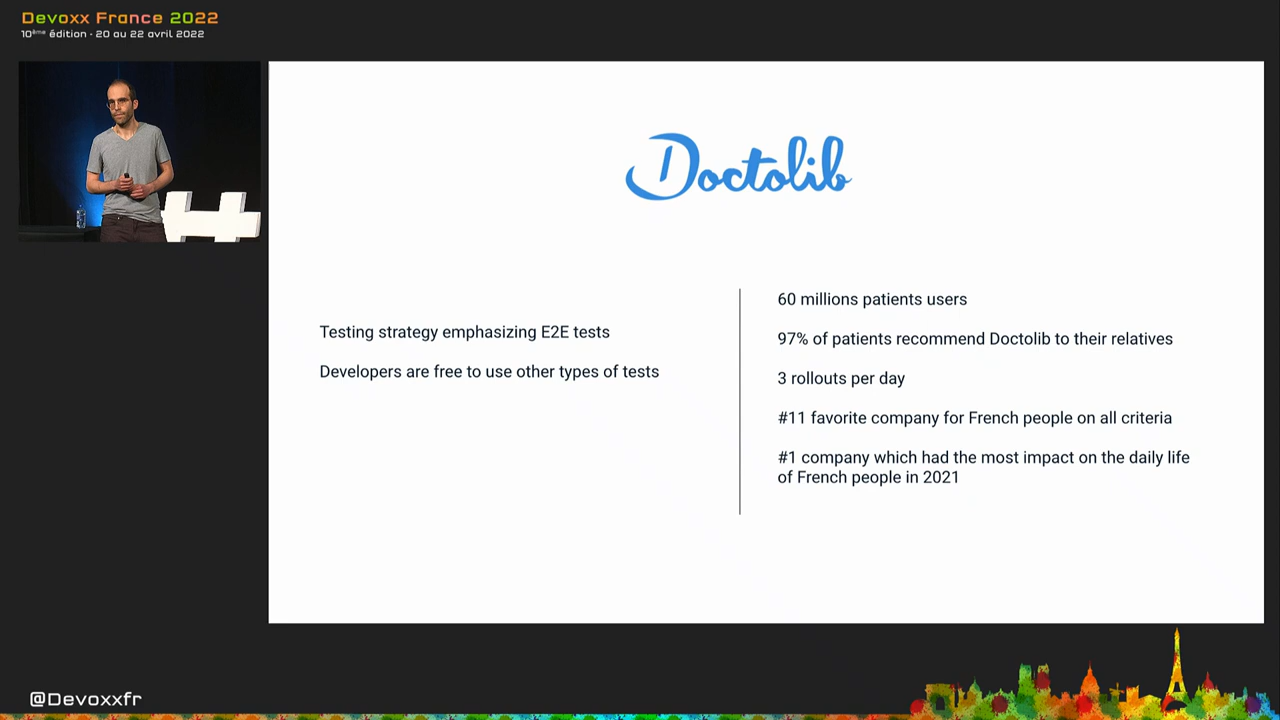 Devoxx France 2022
10ème édition - 20 au 22 avril 2022
Doctolib
Testing strategy emphasizing E2E tests
Developers are free to use other types of tests
60 millions patients users
97% of patients recommend Doctolib to their relatives
3 rollouts per day
#11 favorite company for French people on all criteria
#1 company which had the most impact on the daily life
of French people in 2021
@Devoxxfr